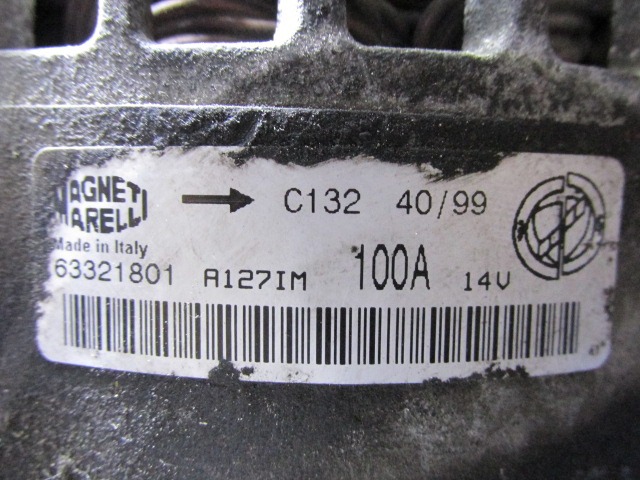 MAGNETI
MARELLI
C132 40/99
Made in Italy
63321801 A127IM 100A 14V